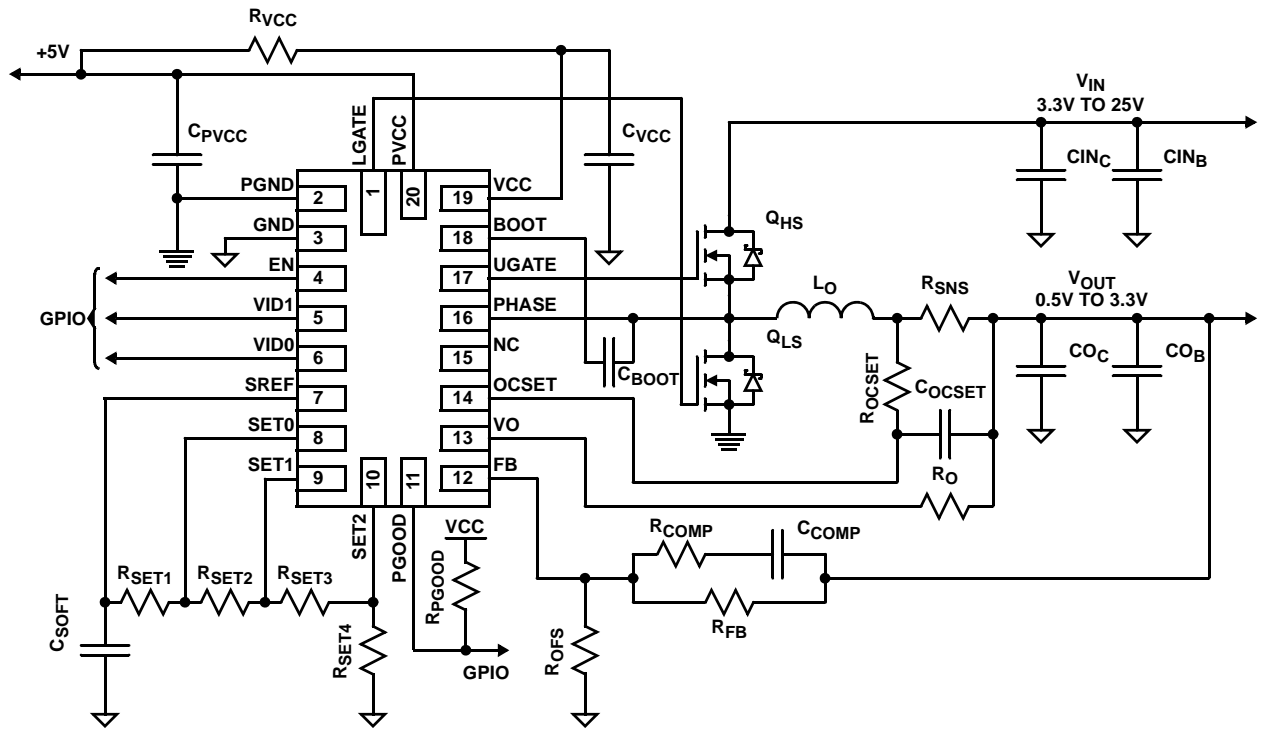 RVCC
+5V
VIN
3.3V TO 25V
CPVCC
LGATE
PVCC
CVCC
CINC
CINB
PGND
2
1
20
19
VCC
GND
3
18
BOOT
QHS
EN
4
17
UGATE
GPIO
VID1
5
16
PHASE
LO
RSNS
VOUT
0.5V TO 3.3V
VID0
6
15
NC
QLS
CBOOT
COC
COB
SREF
7
14
OCSET
ROCSET
COCSET
SET0
8
13
VO
SET1
9
10
11
12
FB
RO
SET2
PGOOD
VCC
RCOMP
CCOMP
RSET1
RSET2
RSET3
RPGOOD
RFB
CSOFT
RSET4
GPIO
ROFS